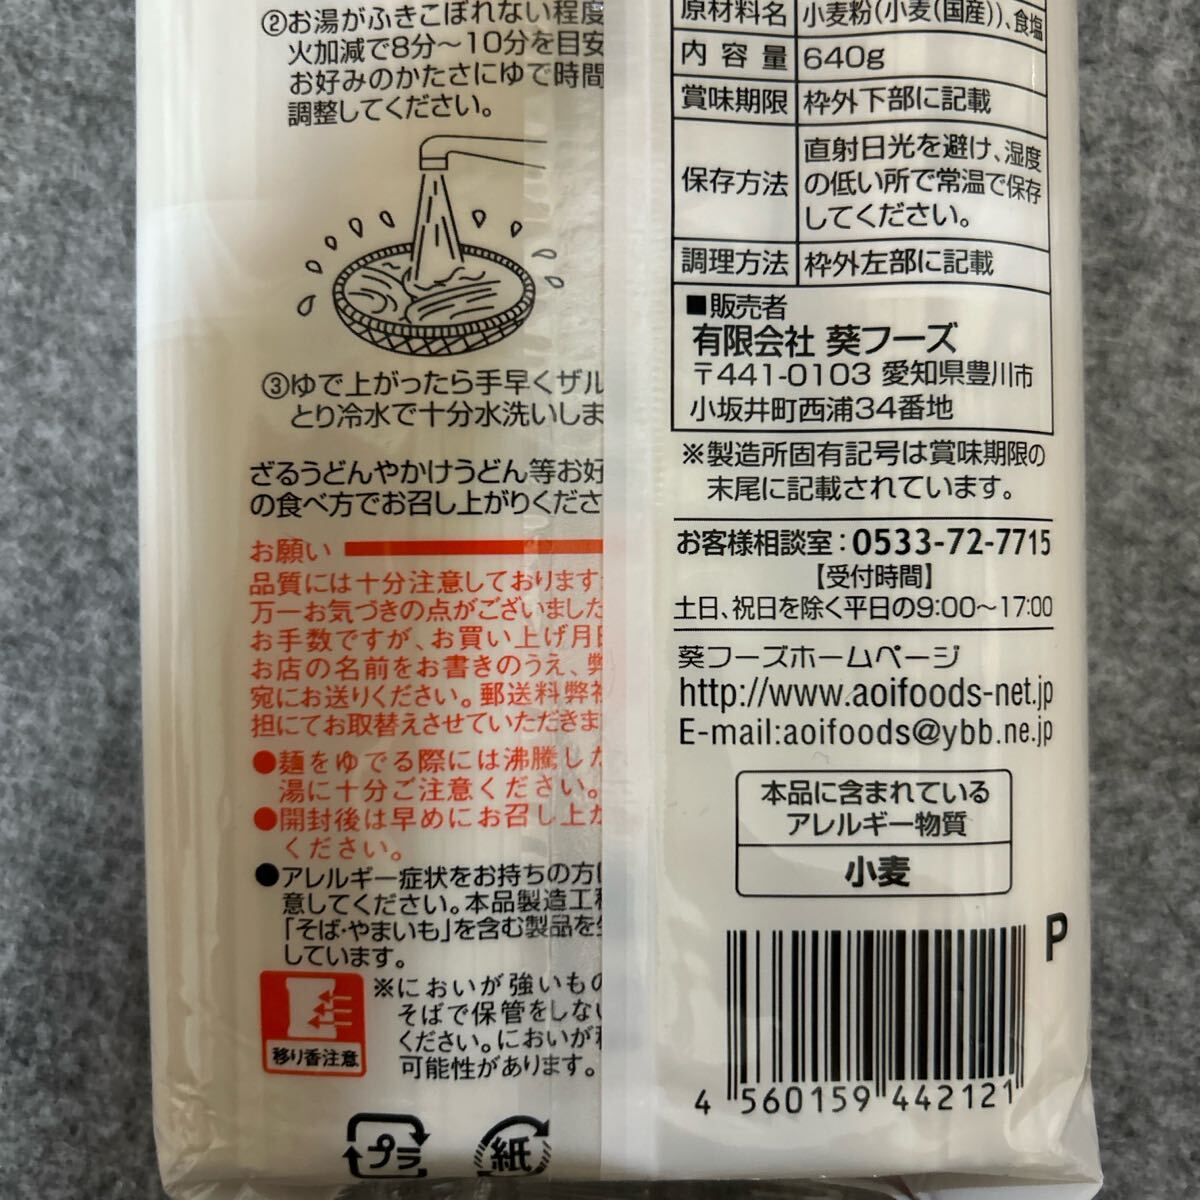 ②お湯がふきこぼれない程度
火加減で8分～10分を目安
お好みのかたさにゆで時間
調整してください。
③ゆで上がったら手早くザル
とり冷水で十分水洗いしま
ざるうどんやかけうどん等お好
の食べ方でお召し上がりくださ
お願い
品質には十分注意しております
万一お気づきの点がございました
お手数ですが、お買い上げ月日
お店の名前をお書きのうえ、弊
宛にお送りください。郵送料弊社
担にてお取替えさせていただきま
●麺をゆでる際には沸騰した
湯に十分ご注意ください。
●開封後は早めにお召し上が
ください。
●アレルギー症状をお持ちの方は
意してください。本品製造工程
「そば・やまいも」を含む製品を生
しています。
移り香注意
※においが強いもの
そばで保管をしない
ください。においが移
可能性があります。
プラ
紙
原材料名 小麦粉(小麦(国産))、食塩
内容量 640g
賞味期限 枠外下部に記載
保存方法 直射日光を避け、湿度
の低い所で常温で保存
してください。
調理方法 枠外左部に記載
■販売者
有限会社 葵フーズ
〒441-0103 愛知県豊川市
小坂井町西浦34番地
※製造所固有記号は賞味期限の
末尾に記載されています。
お客様相談室：0533-72-7715
【受付時間】
土日、祝日を除く平日の9:00～17:00
葵フーズホームページ
http://www.aoifoods-net.jp
E-mail:aoifoods@ybb.ne.jp
本品に含まれている
アレルギー物質
小麦
P
4 560159 442121